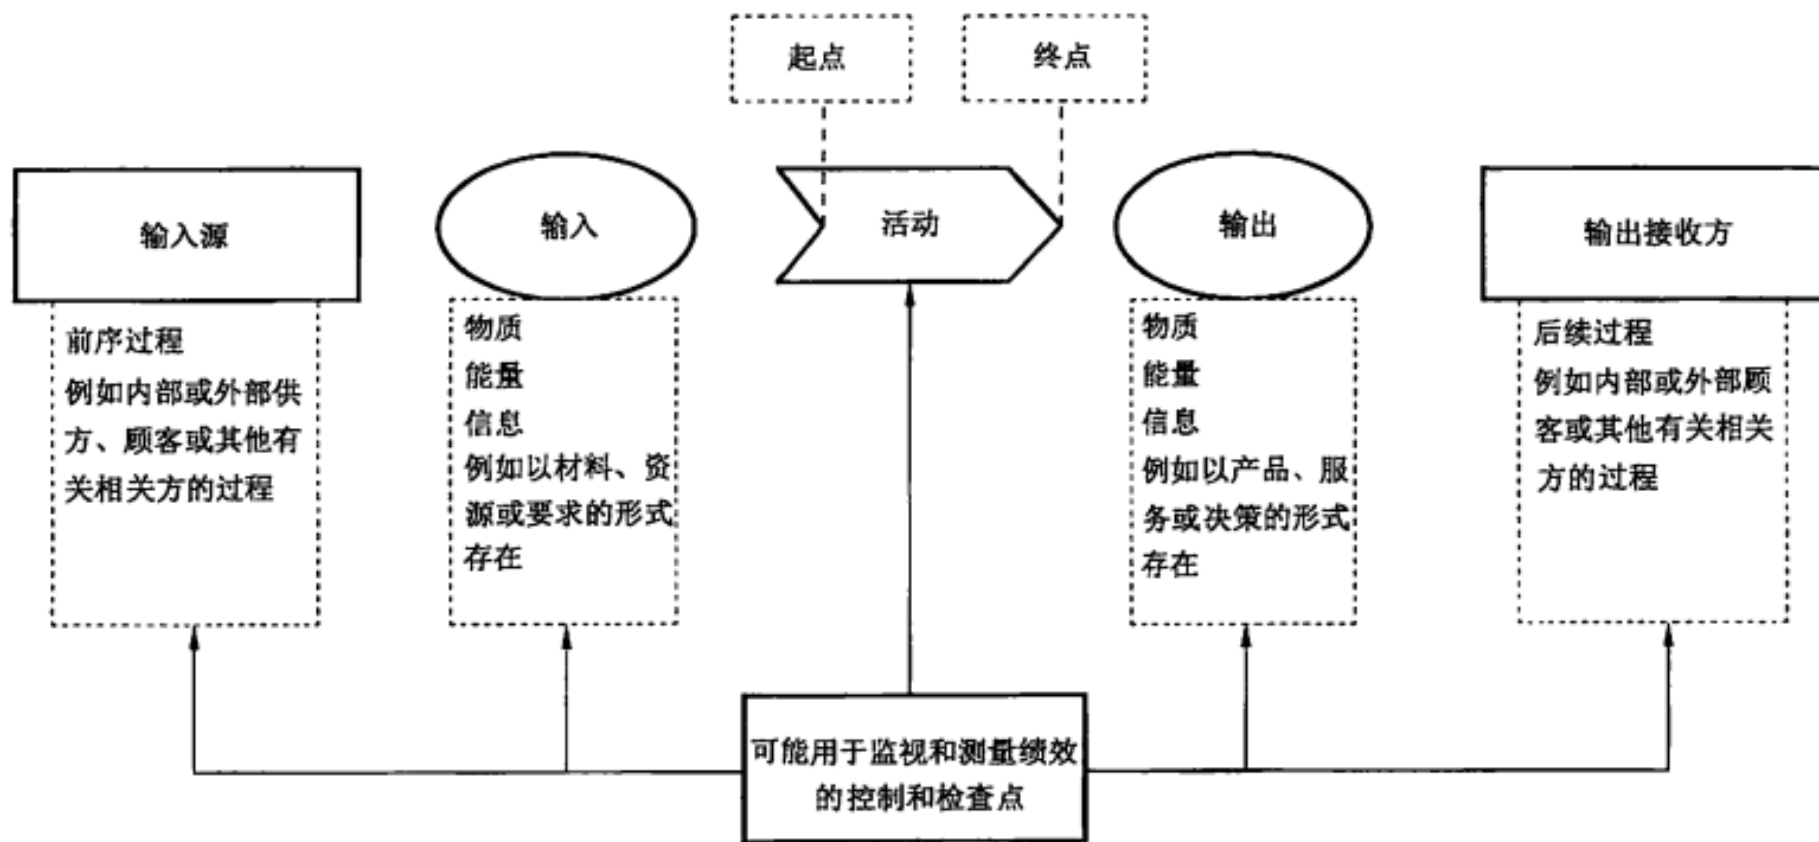 起点
终点
输入源
输入
活动
输出
输出接收方
前序过程
例如内部或外部供
方、顾客或其他有
关相关方的过程
物质
能量
信息
例如以材料、资
源或要求的形式
存在
物质
能量
信息
例如以产品、服
务或决策的形式
存在
后续过程
例如内部或外部顾
客或其他有关相关
方的过程
可能用于监视和测量绩效
的控制和检查点